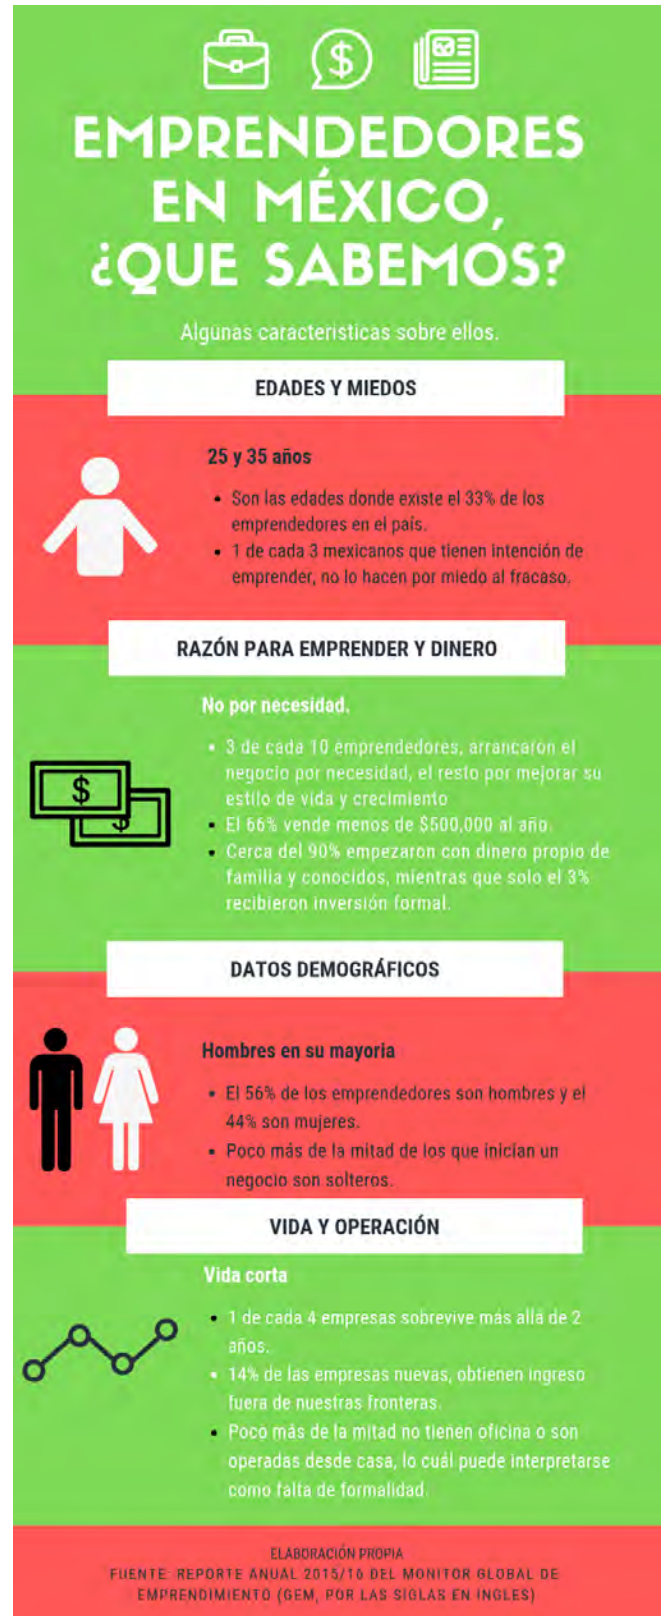 EMPRENDEDORES
EN MÉXICO,
¿QUE SABEMOS?
Algunas caracteristicas sobre ellos.
EDADES Y MIEDOS
25 y 35 años
• Son las edades donde existe el 33% de los
emprendedores en el país.
• 1 de cada 3 mexicanos que tienen intención de
emprender, no lo hacen por miedo al fracaso.
RAZÓN PARA EMPRENDER Y DINERO
No por necesidad.
• 3 de cada 10 emprendedores, arrancaron el
negocio por necesidad, el resto por mejorar su
estilo de vida y crecimiento
• El 66% vende menos de $500,000 al año.
• Cerca del 90% empezaron con dinero propio de
familia y conocidos, mientras que solo el 3%
recibieron inversión formal.
DATOS DEMOGRÁFICOS
Hombres en su mayoria
• El 56% de los emprendedores son hombres y el
44% son mujeres.
• Poco más de la mitad de los que inician un
negocio son solteros.
VIDA Y OPERACIÓN
Vida corta
• 1 de cada 4 empresas sobrevive más allá de 2
años.
• 14% de las empresas nuevas, obtienen ingreso
fuera de nuestras fronteras.
• Poco más de la mitad no tienen oficina o son
operadas desde casa, lo cuál puede interpretarse
como falta de formalidad.
ELABORACIÓN PROPIA
FUENTE: REPORTE ANUAL 2015/16 DEL MONITOR GLOBAL DE
EMPRENDIMIENTO (GEM, POR LAS SIGLAS EN INGLES)